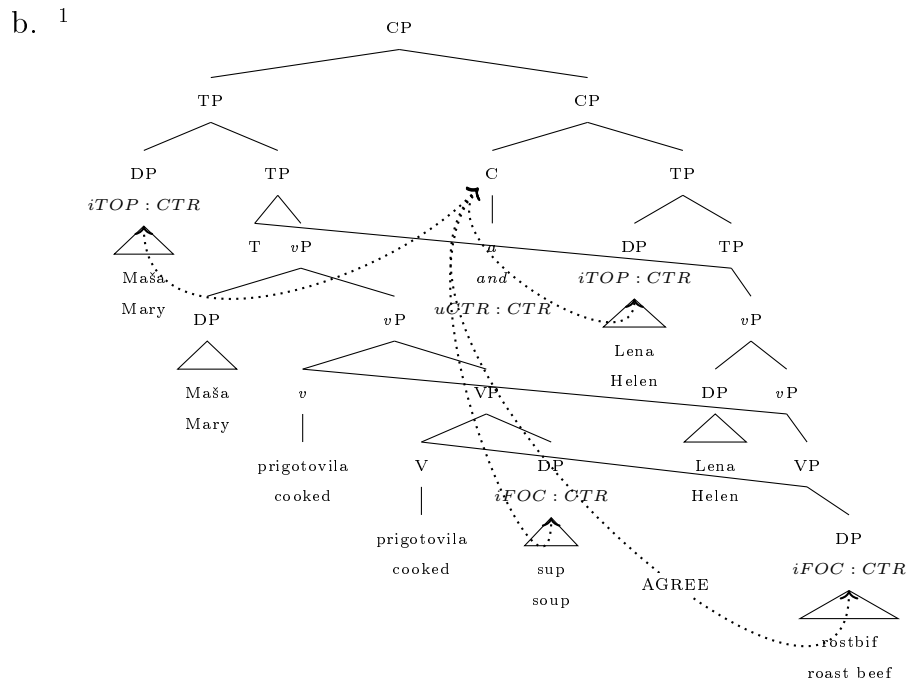 b. 1
CP
TP CP
DP TP C TP
iTOP : CTR
T vP a DP TP
Maša and iTOP : CTR
Mary uCTR : CTR
DP vP vP
Lena
Helen
Maša v VP DP vP
Mary
prigotovila V DP Lena VP
cooked iFOC : CTR Helen
prigotovila DP
cooked sup iFOC : CTR
AGREE
soup
rostbif
roast beef